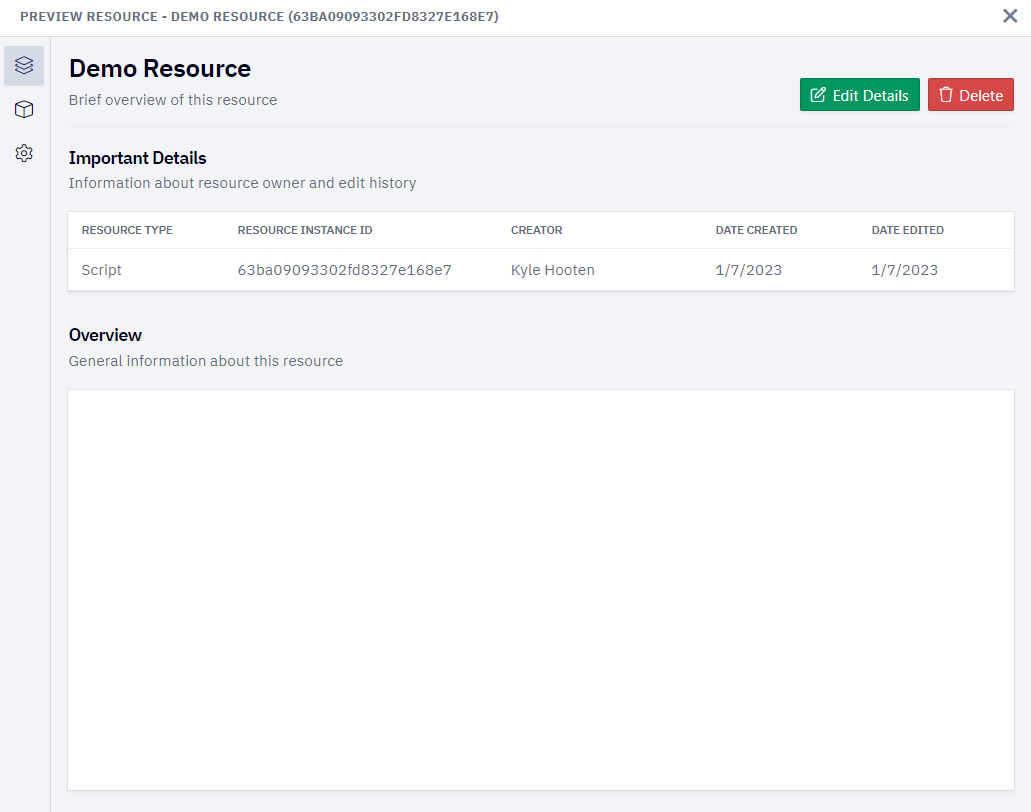 PREVIEW RESOURCE - DEMO RESOURCE (63BA09093302FD8327E168E7)
Demo Resource
Brief overview of this resource
Edit Details
Delete
Important Details
Information about resource owner and edit history
RESOURCE TYPE RESOURCE INSTANCE ID CREATOR DATE CREATED DATE EDITED
Script 63ba09093302fd8327e168e7 Kyle Hooten 1/7/2023 1/7/2023
Overview
General information about this resource